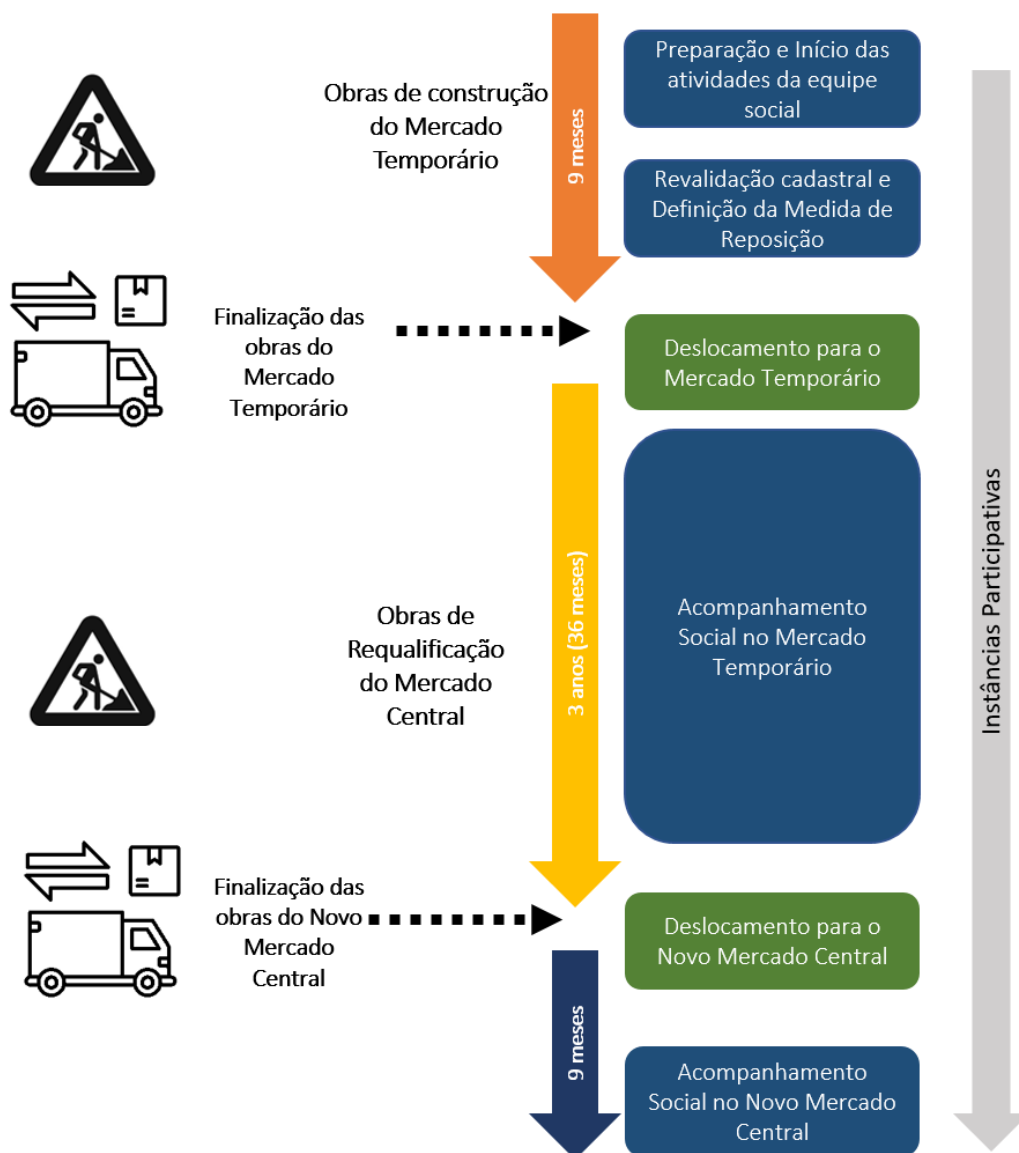 Preparação e Início das
atividades da equipe
social
Obras de construção
do Mercado
Temporário
9 meses
Revalidação cadastral e
Definição da Medida de
Reposição
Finalização das
obras do
Mercado
Temporário
Deslocamento para o
Mercado Temporário
Instâncias Participativas
Obras de
Requalificação
do Mercado
Central
3 anos (36 meses)
Acompanhamento
Social no Mercado
Temporário
Finalização das
obras do Novo
Mercado
Central
Deslocamento para o
Novo Mercado Central
9 meses
Acompanhamento
Social no Novo Mercado
Central